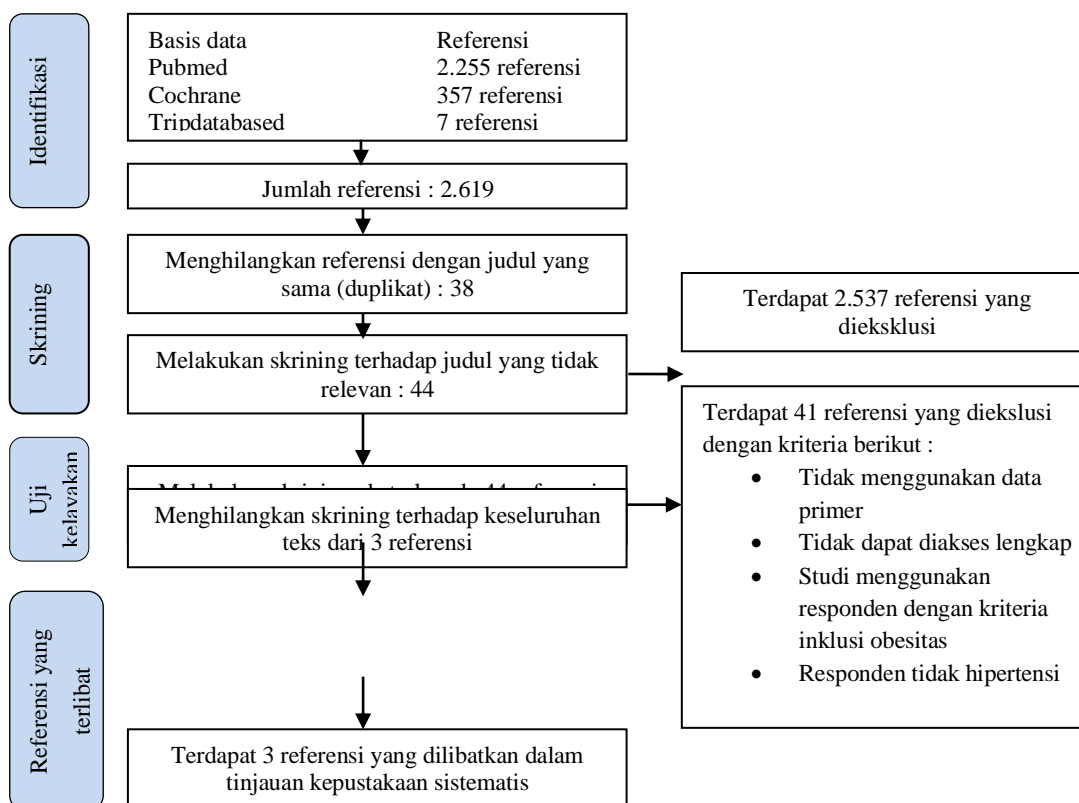 Identifikasi
Basis data Referensi
Pubmed 2.255 referensi
Cochrane 357 referensi
Tripdatabased 7 referensi
Jumlah referensi : 2.619
Skrining
Menghilangkan referensi dengan judul yang
sama (duplikat) : 38
Melakukan skrining terhadap judul yang tidak
relevan : 44
Terdapat 2.537 referensi yang
dieksklusi
Uji
kelayakan
Menghilangkan skrining terhadap keseluruhan
teks dari 3 referensi
Terdapat 41 referensi yang diekslusi
dengan kriteria berikut :
• Tidak menggunakan data
primer
• Tidak dapat diakses lengkap
• Studi menggunakan
responden dengan kriteria
inklusi obesitas
• Responden tidak hipertensi
Referensi yang
terlibat
Terdapat 3 referensi yang dilibatkan dalam
tinjauan kepustakaan sistematis